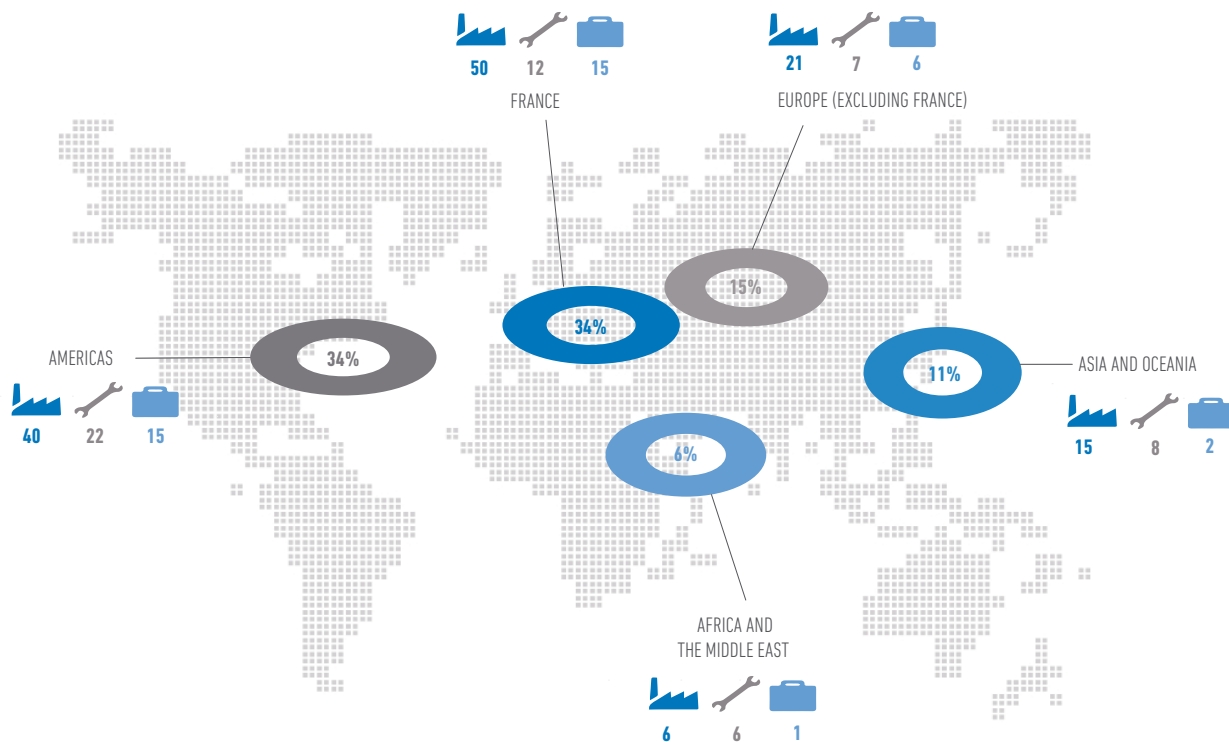 50 12 15
FRANCE
21 7 6
EUROPE (EXCLUDING FRANCE)
15%
34%
AMERICAS
34%
40 22 15
11%
ASIA AND OCEANIA
15 8 2
6%
AFRICA AND
THE MIDDLE EAST
6 6 1